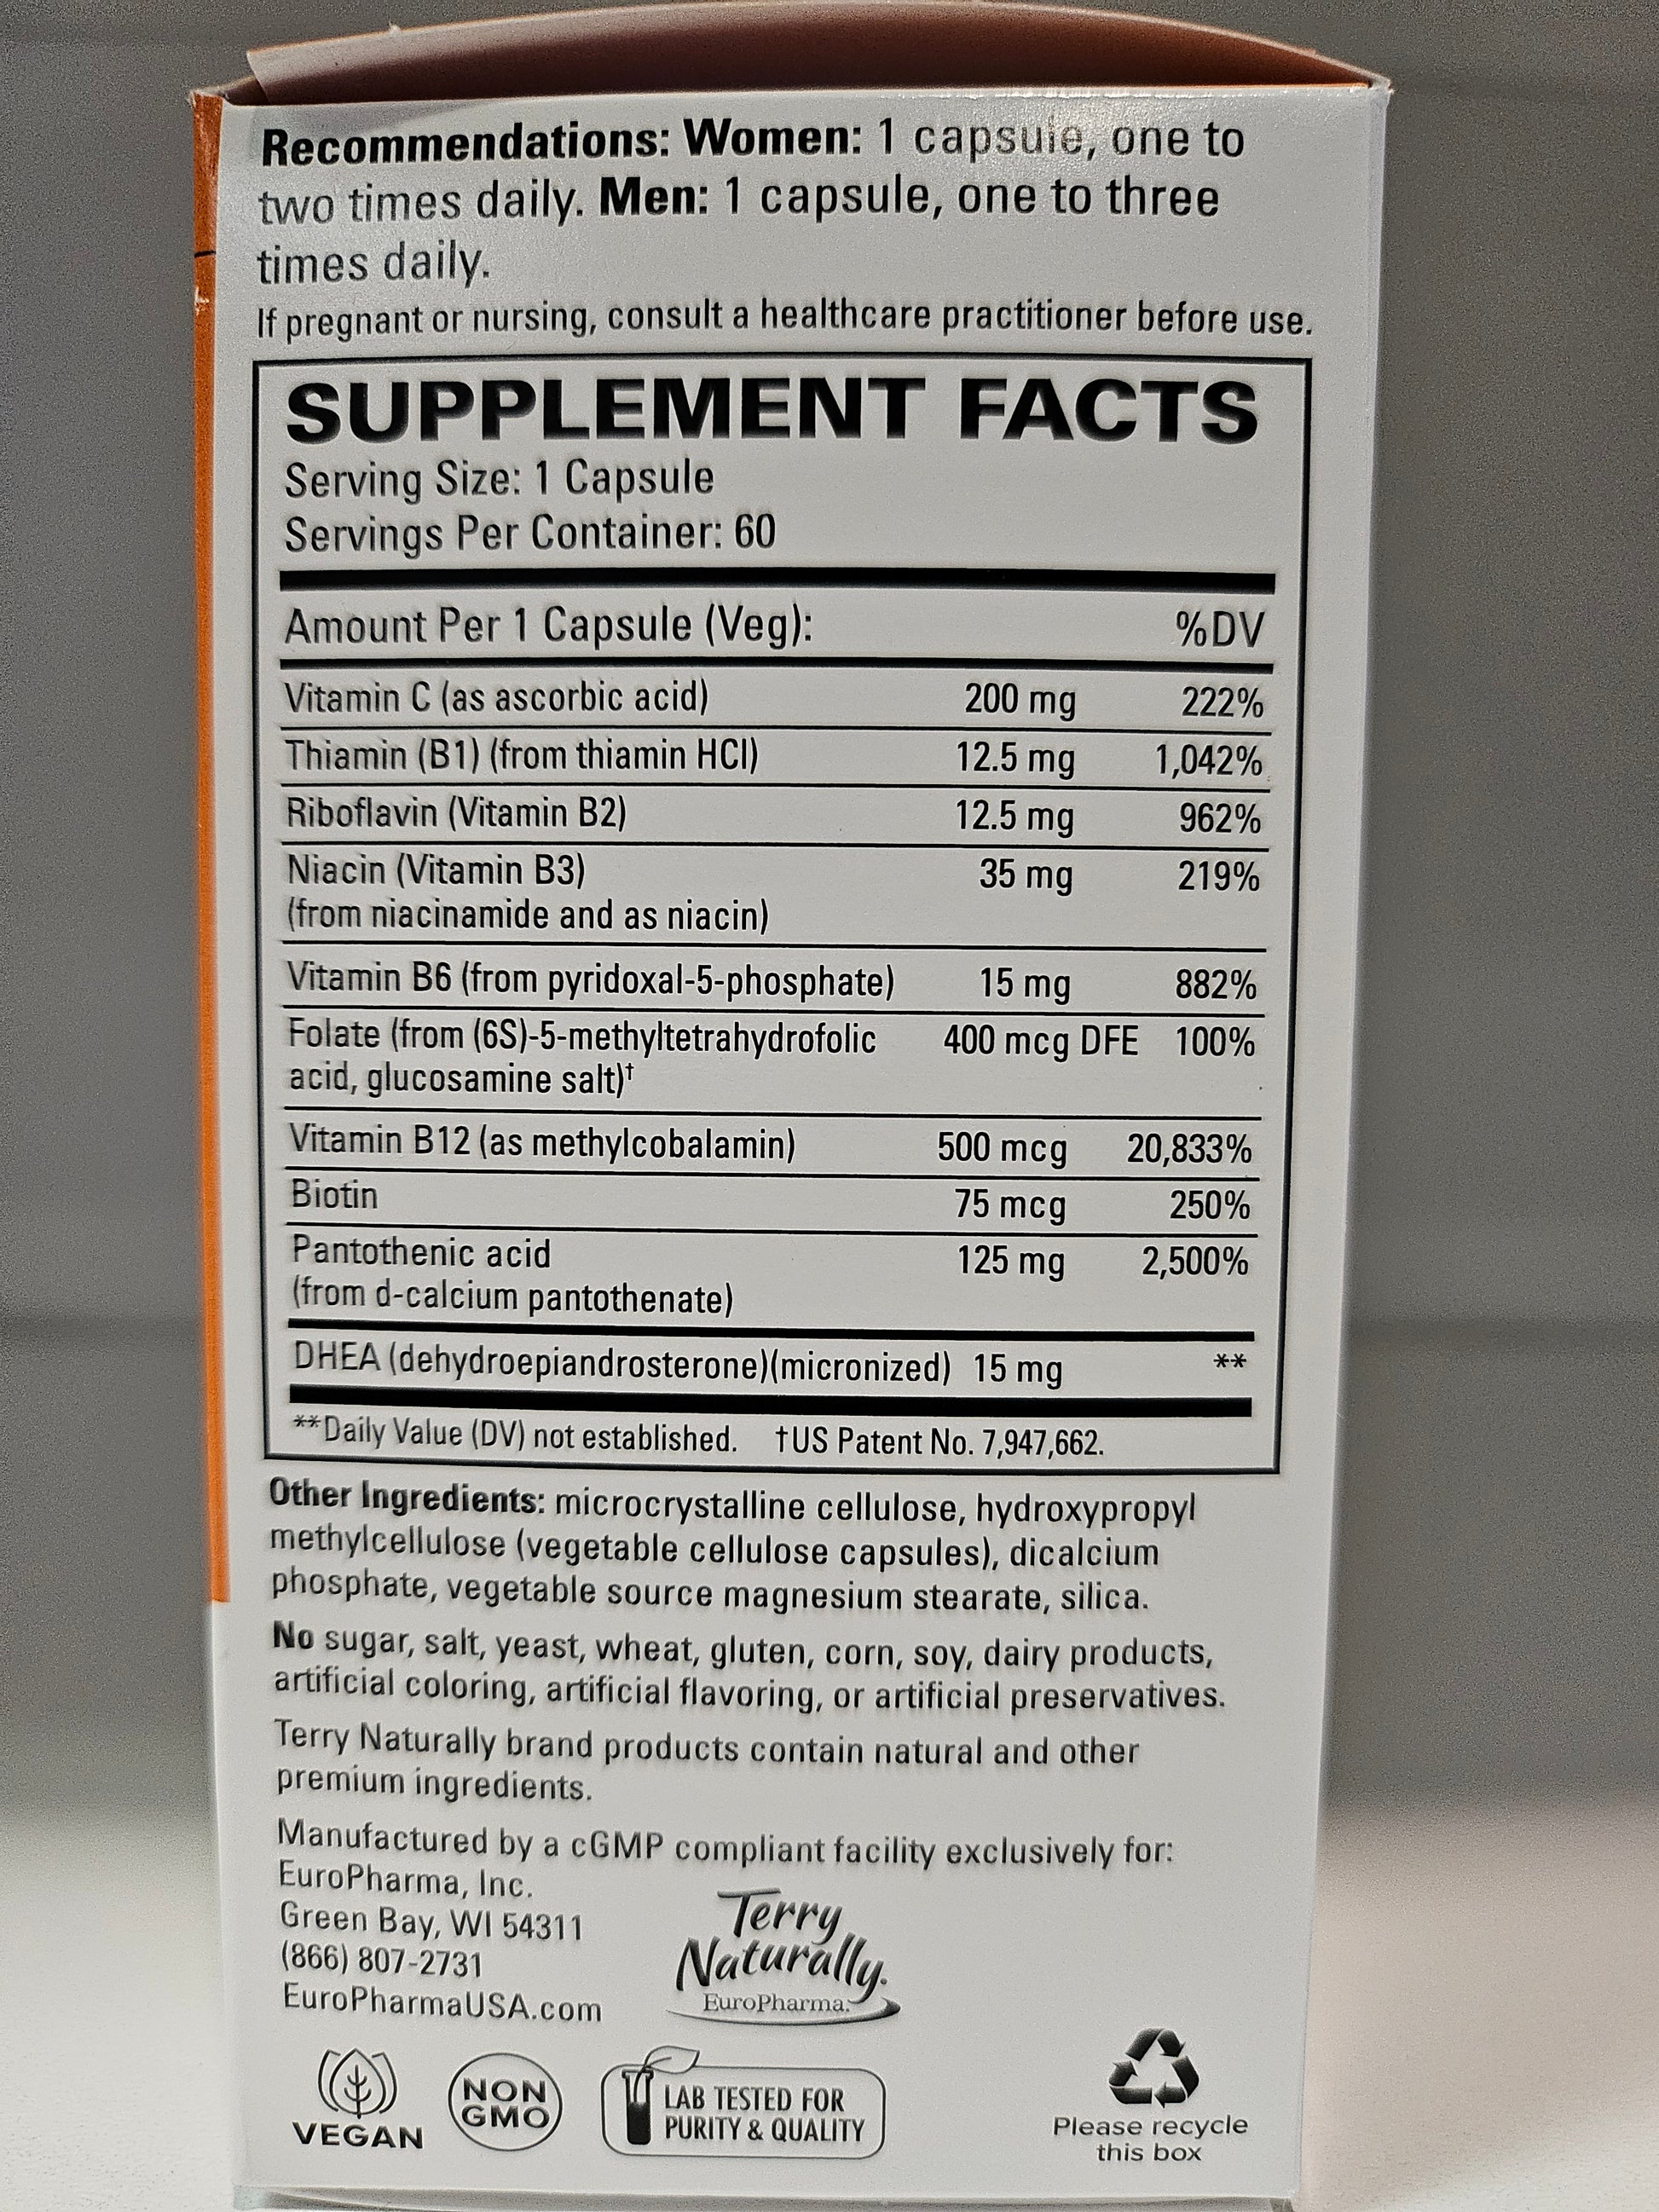 Recommendations: Women: 1 capsule, one to
two times daily. Men: 1 capsule, one to three
times daily.
If pregnant or nursing, consult a healthcare practitioner before use.
SUPPLEMENT FACTS
Serving Size: 1 Capsule
Servings Per Container: 60
Amount Per 1 Capsule (Veg): %DV
Vitamin C (as ascorbic acid) 200 mg 222%
Thiamin (B1) (from thiamin HCl) 12.5 mg 1,042%
Riboflavin (Vitamin B2) 12.5 mg 962%
Niacin (Vitamin B3) 35 mg 219%
(from niacinamide and as niacin)
Vitamin B6 (from pyridoxal-5-phosphate) 15 mg 882%
Folate (from (6S)-5-methyltetrahydrofolic 400 mcg DFE 100%
acid, glucosamine salt)†
Vitamin B12 (as methylcobalamin) 500 mcg 20,833%
Biotin 75 mcg 250%
Pantothenic acid 125 mg 2,500%
(from d-calcium pantothenate)
DHEA (dehydroepiandrosterone)(micronized) 15 mg **
**Daily Value (DV) not established. †US Patent No. 7,947,662.
Other Ingredients: microcrystalline cellulose, hydroxypropyl
methylcellulose (vegetable cellulose capsules), dicalcium
phosphate, vegetable source magnesium stearate, silica.
No sugar, salt, yeast, wheat, gluten, corn, soy, dairy products,
artificial coloring, artificial flavoring, or artificial preservatives.
Terry Naturally brand products contain natural and other
premium ingredients.
Manufactured by a cGMP compliant facility exclusively for:
EuroPharma, Inc.
Green Bay, WI 54311
(866) 807-2731
EuroPharmaUSA.com
Terry
Naturally.
EuroPharma.
VEGAN
NON
GMO
LAB TESTED FOR
PURITY & QUALITY
Please recycle
this box